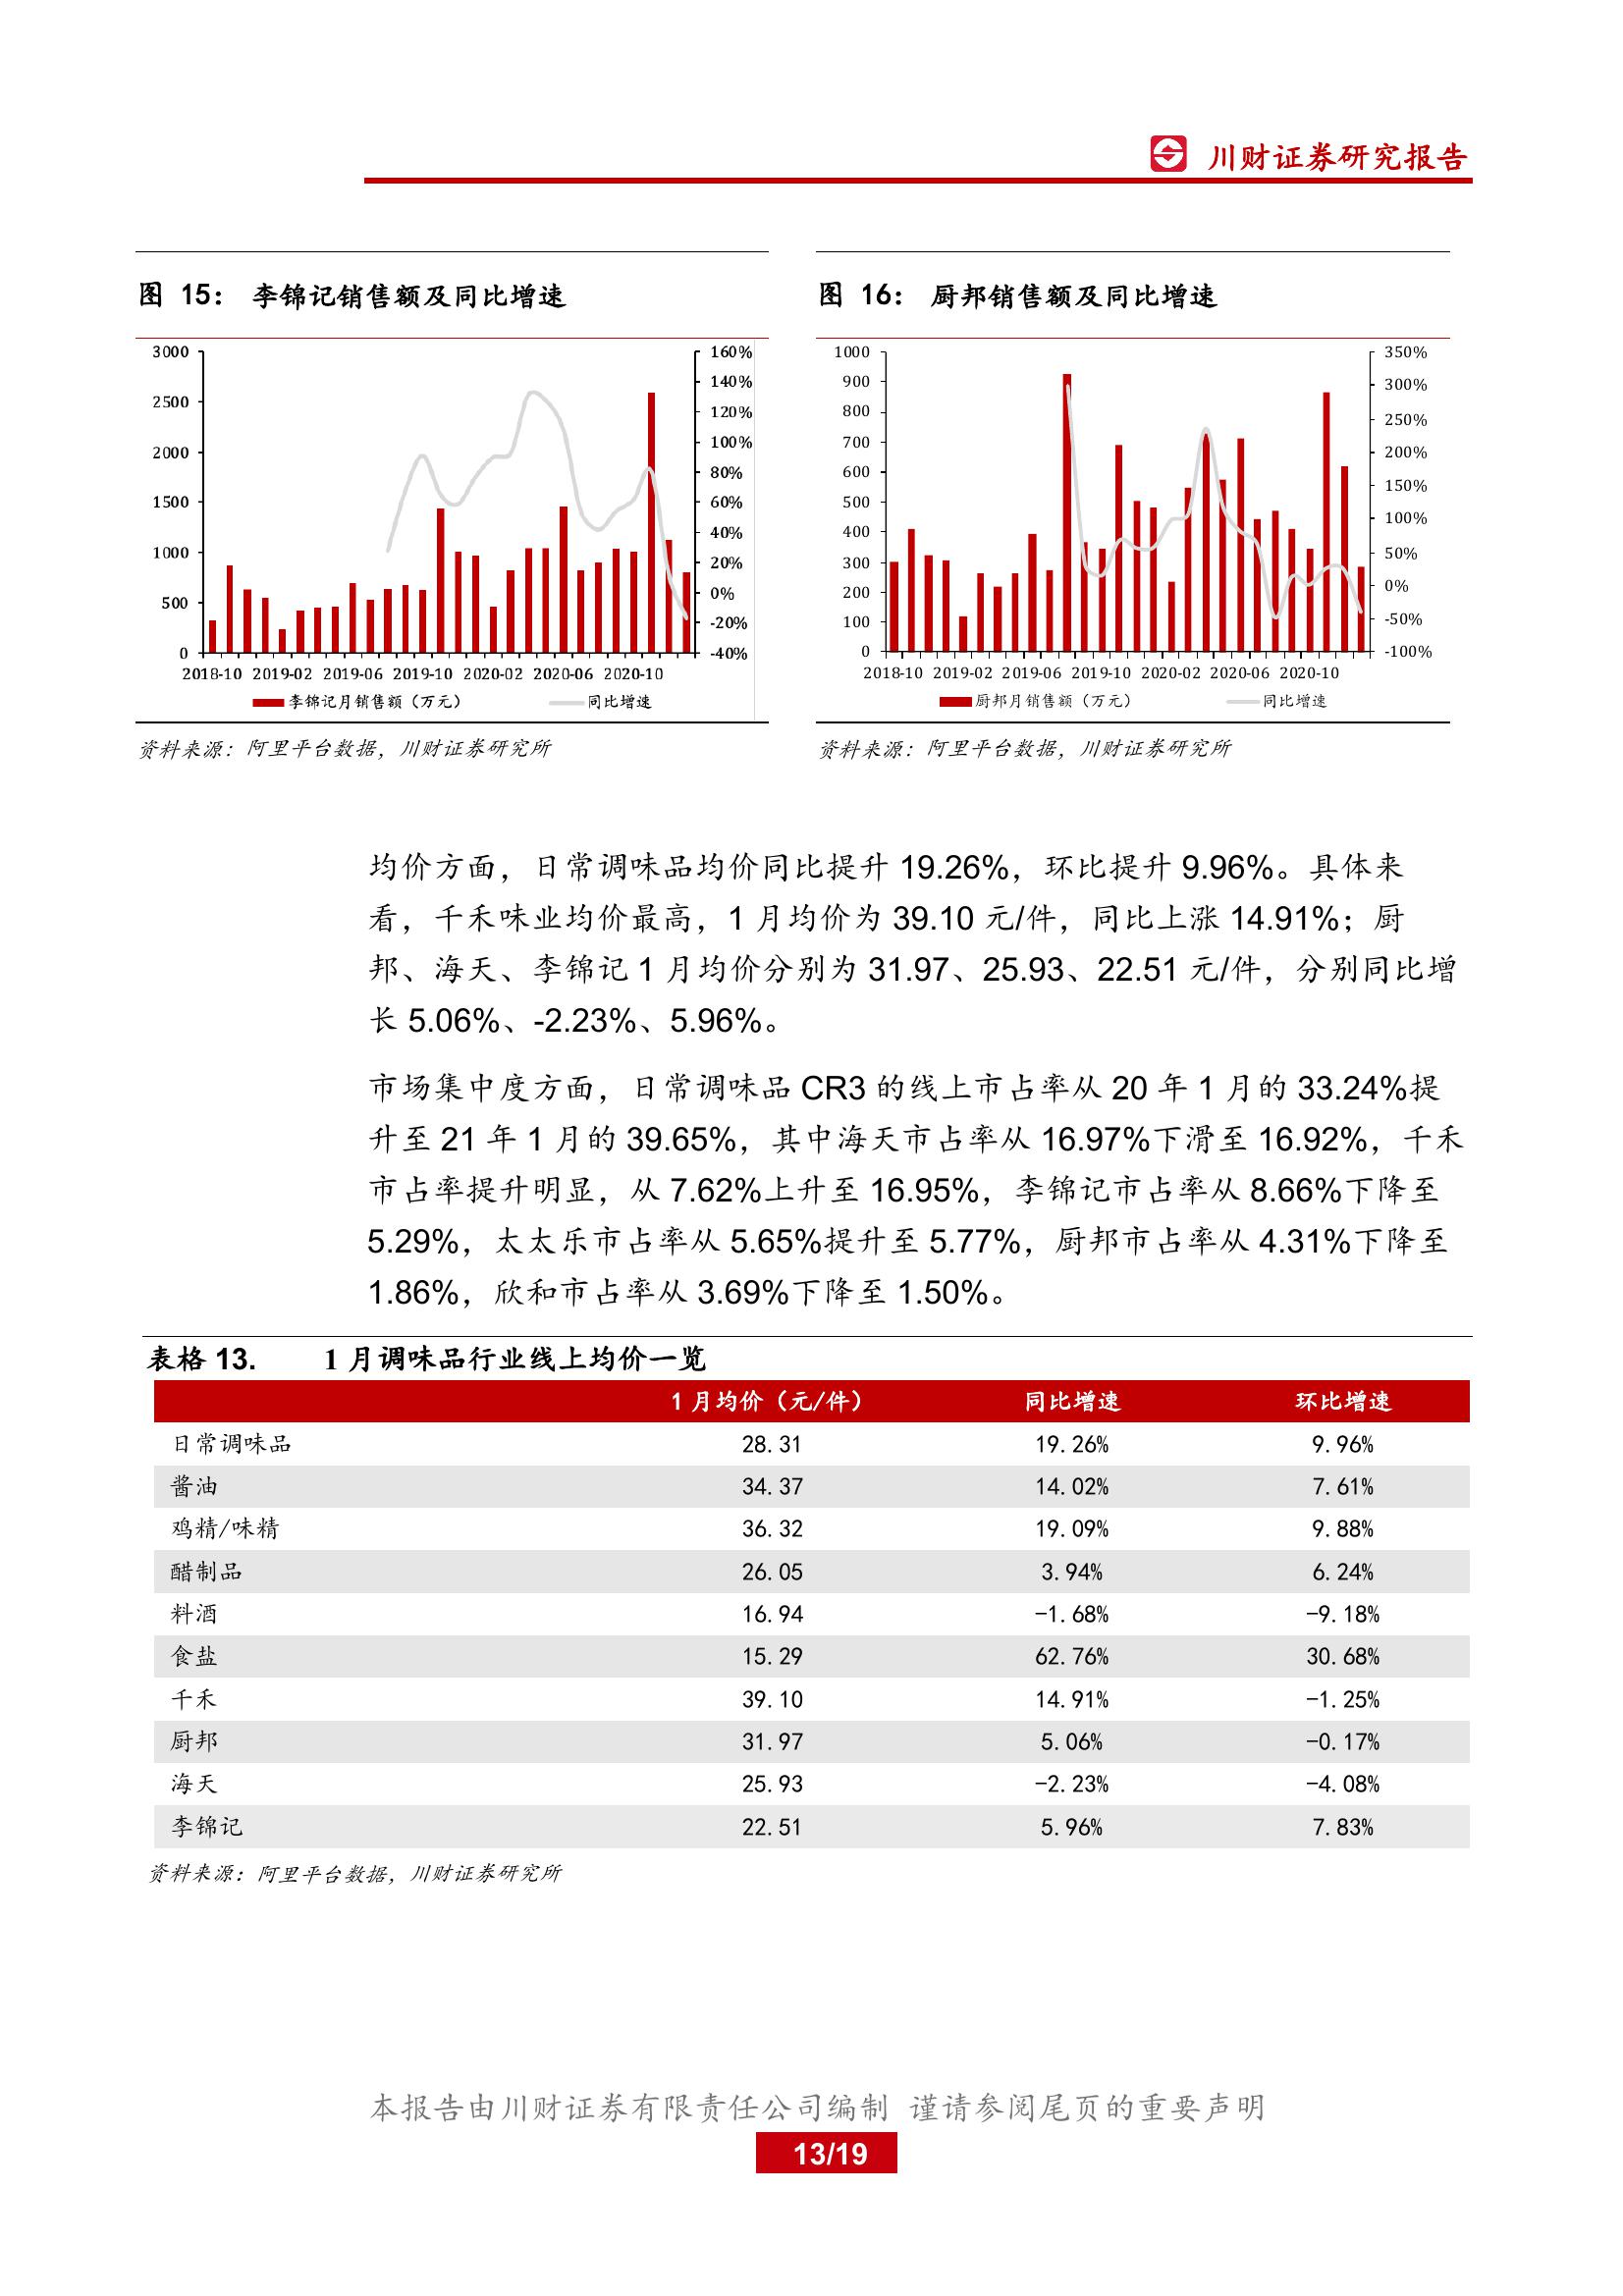 川财证券研究报告
图 15： 李锦记销售额及同比增速
3000
2500
2000
1500
1000
500
0
160%
140%
120%
100%
80%
60%
40%
20%
0%
-20%
-40%
2018-10 2019-02 2019-06 2019-10 2020-02 2020-06 2020-10
李锦记月销售额（万元） 同比增速
资料来源：阿里平台数据，川财证券研究所
图 16： 厨邦销售额及同比增速
1000
900
800
700
600
500
400
300
200
100
0
350%
300%
250%
200%
150%
100%
50%
0%
-50%
-100%
2018-10 2019-02 2019-06 2019-10 2020-02 2020-06 2020-10
厨邦月销售额（万元） 同比增速
资料来源：阿里平台数据，川财证券研究所
均价方面，日常调味品均价同比提升 19.26%，环比提升 9.96%。具体来
看，千禾味业均价最高，1 月均价为 39.10 元/件，同比上涨 14.91%；厨
邦、海天、李锦记 1 月均价分别为 31.97、25.93、22.51 元/件，分别同比增
长 5.06%、-2.23%、5.96%。
市场集中度方面，日常调味品 CR3 的线上市占率从 20 年 1 月的 33.24%提
升至 21 年 1 月的 39.65%，其中海天市占率从 16.97%下滑至 16.92%，千禾
市占率提升明显，从 7.62%上升至 16.95%，李锦记市占率从 8.66%下降至
5.29%，太太乐市占率从 5.65%提升至 5.77%，厨邦市占率从 4.31%下降至
1.86%，欣和市占率从 3.69%下降至 1.50%。
表格 13. 1 月调味品行业线上均价一览
1 月均价（元/件） 同比增速 环比增速
日常调味品 28.31 19.26% 9.96%
酱油 34.37 14.02% 7.61%
鸡精/味精 36.32 19.09% 9.88%
醋制品 26.05 3.94% 6.24%
料酒 16.94 -1.68% -9.18%
食盐 15.29 62.76% 30.68%
千禾 39.10 14.91% -1.25%
厨邦 31.97 5.06% -0.17%
海天 25.93 -2.23% -4.08%
李锦记 22.51 5.96% 7.83%
资料来源：阿里平台数据，川财证券研究所
本报告由川财证券有限责任公司编制 谨请参阅尾页的重要声明
13/19